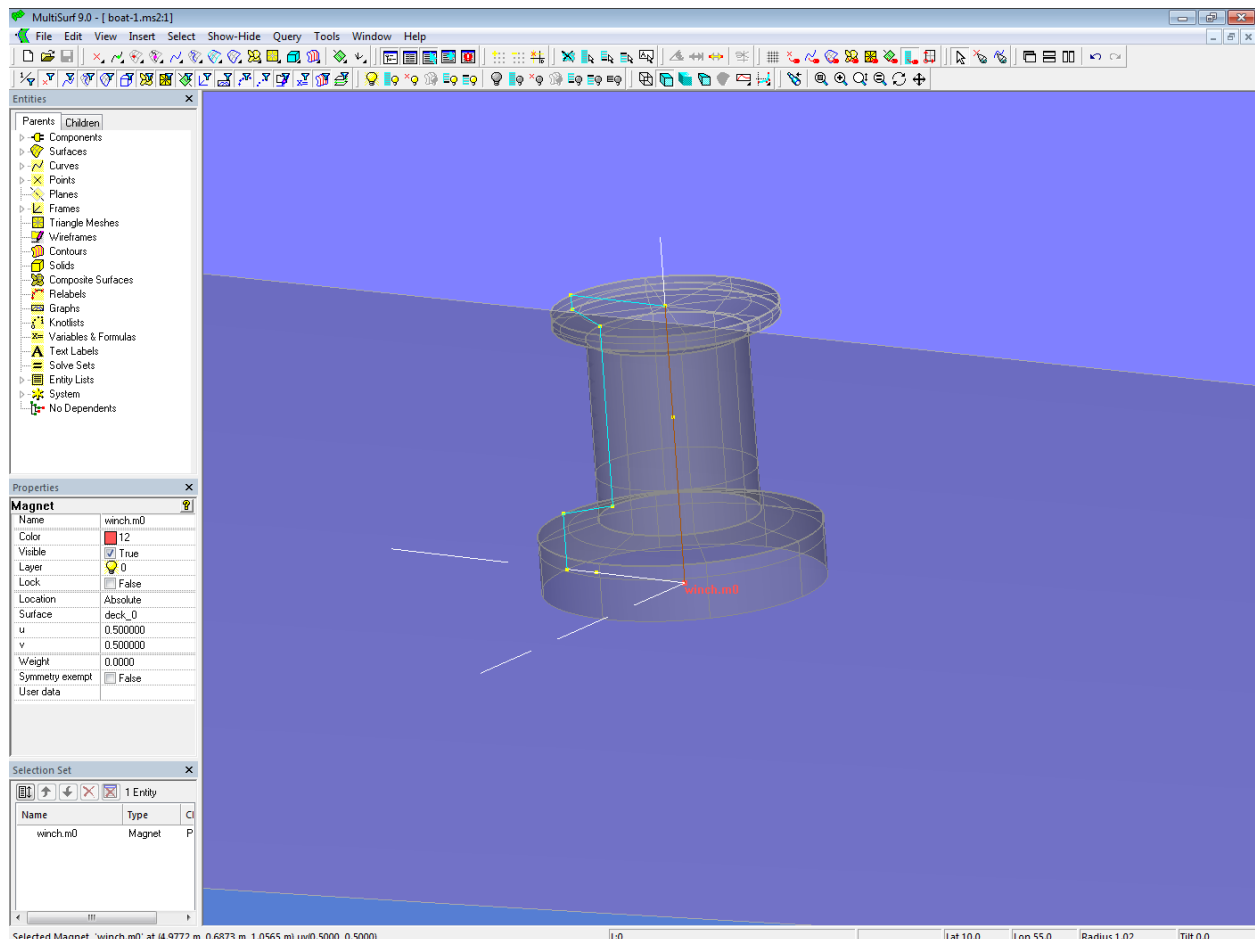 MultiSurf 9.0 - [ boat-1.ms2:1]
File Edit View Insert Select Show-Hide Query Tools Window Help
Entities
Parents Children
Components
Surfaces
Curves
Points
Planes
Frames
Triangle Meshes
Wireframes
Contours
Solids
Composite Surfaces
Relabels
Graphs
Knotlists
Variables & Formulas
Text Labels
Solve Sets
Entity Lists
System
No Dependents
Properties
Magnet
Name winch.m0
Color 12
Visible True
Layer 0
Lock False
Location Absolute
Surface deck_0
u 0.500000
v 0.500000
Weight 0.0000
Symmetry exempt False
User data
winch.m0
Selection Set
1 Entity
Name Type Cl
winch.m0 Magnet P
Selected Magnet 'winch.m0' at (4.9772 m, 0.6873 m, 1.0565 m) uv(0.5000, 0.5000) L:0 Lat 10.0 Lon 55.0 Radius 1.02 Tilt 0.0